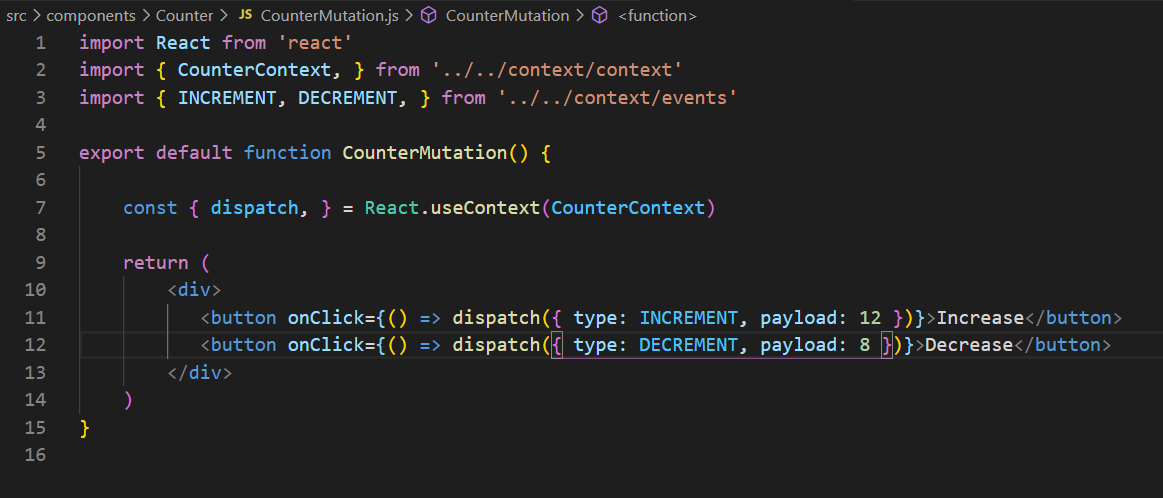 src > components > Counter > JS CounterMutation.js > CounterMutation > <function>
1 import React from 'react'
2 import { CounterContext, } from '../../context/context'
3 import { INCREMENT, DECREMENT, } from '../../context/events'
4
5 export default function CounterMutation() {
6
7     const { dispatch, } = React.useContext(CounterContext)
8
9     return (
10         <div>
11            <button onClick={() => dispatch({ type: INCREMENT, payload: 12 })}>Increase</button>
12            <button onClick={() => dispatch({ type: DECREMENT, payload: 8 })}>Decrease</button>
13         </div>
14     )
15 }
16